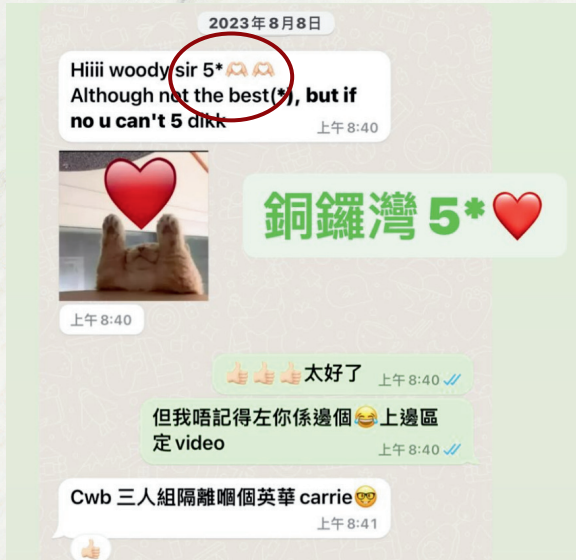 2023年8月8日
Hiiii woody sir 5*🫶🏻🫶🏻
Although not the best(*), but if
no u can't 5 dikk
上午 8:40
銅鑼灣 5*❤️
上午 8:40
👍🏻👍🏻👍🏻太好了 上午 8:40
但我唔記得左你係邊個😂上邊區
定 video
上午 8:40
Cwb 三人組隔離嗰個英華 carrie🤓
上午 8:41
👍🏻